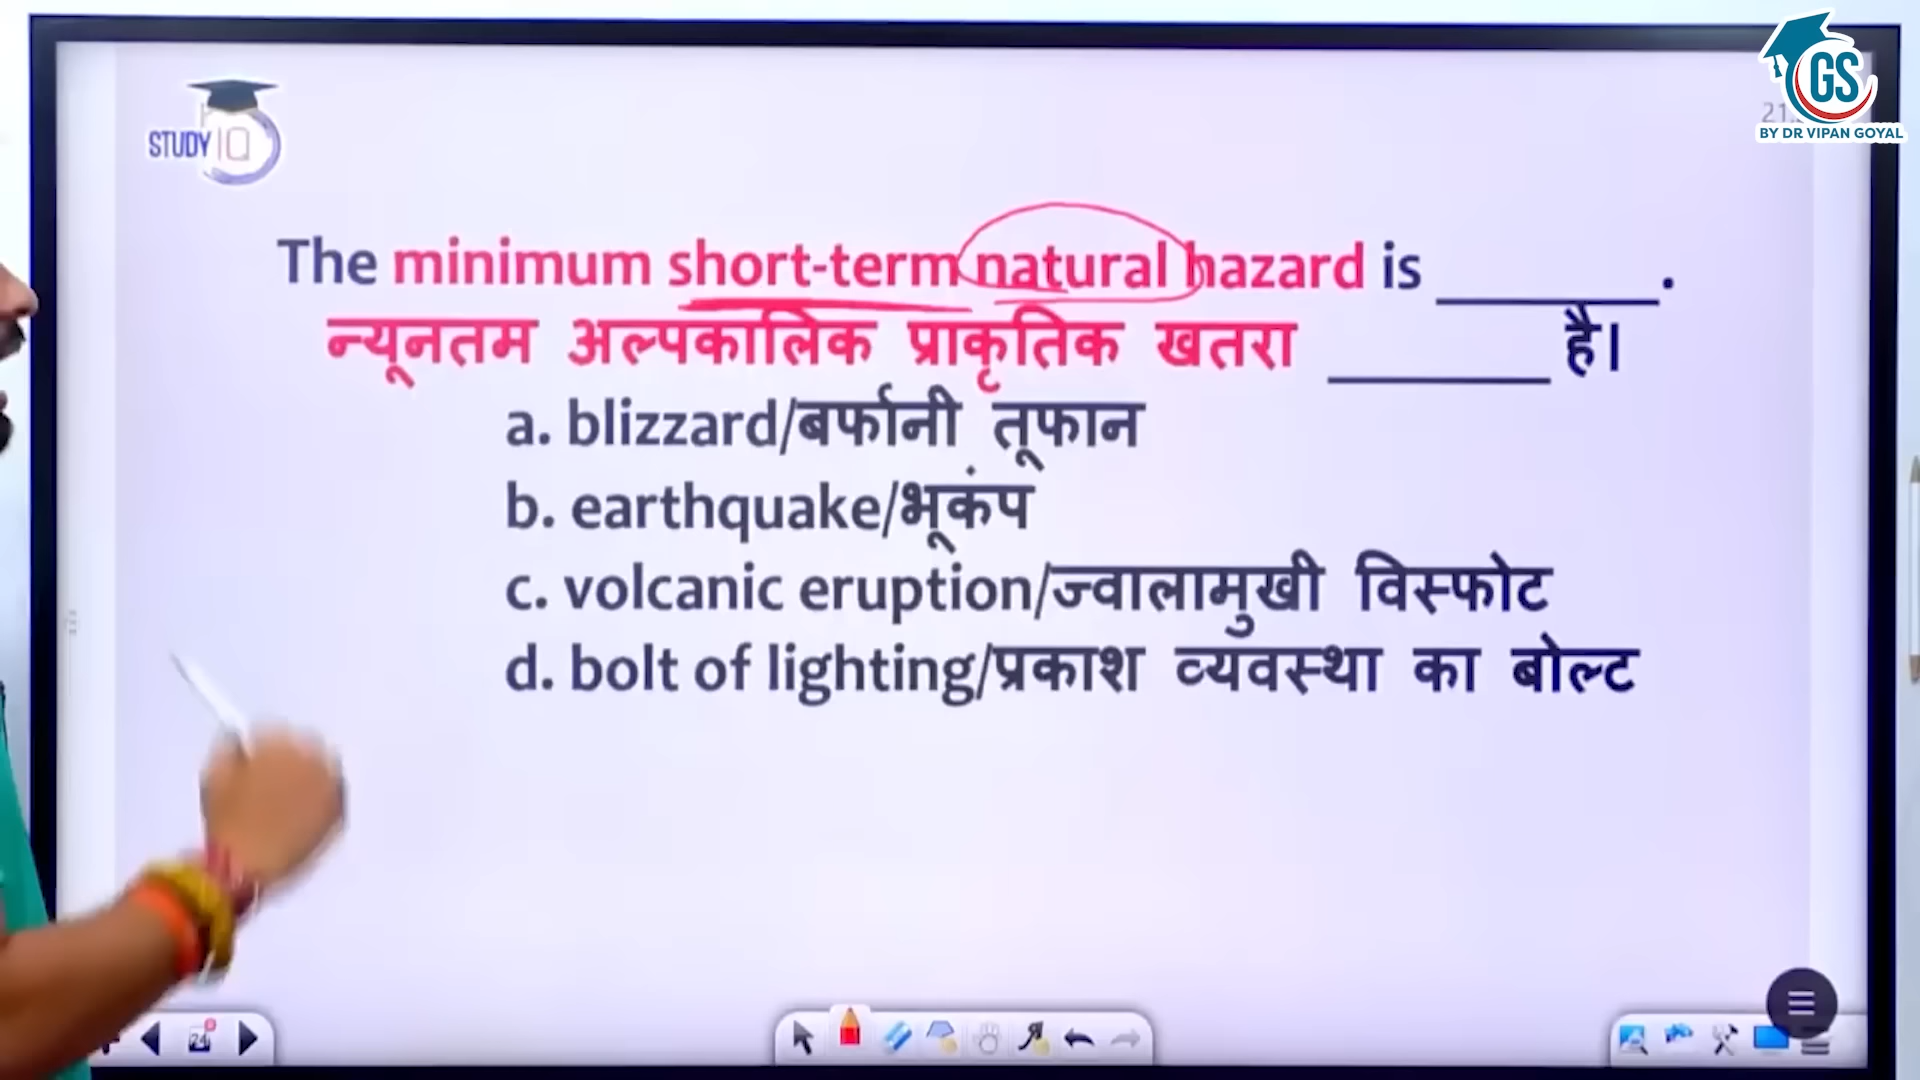 GS
BY DR VIPAN GOYAL
STUDY IQ
The minimum short-term natural hazard is ________.
न्यूनतम अल्पकालिक प्राकृतिक खतरा ________ है।
a. blizzard/बर्फानी तूफान
b. earthquake/भूकंप
c. volcanic eruption/ज्वालामुखी विस्फोट
d. bolt of lighting/प्रकाश व्यवस्था का बोल्ट
24